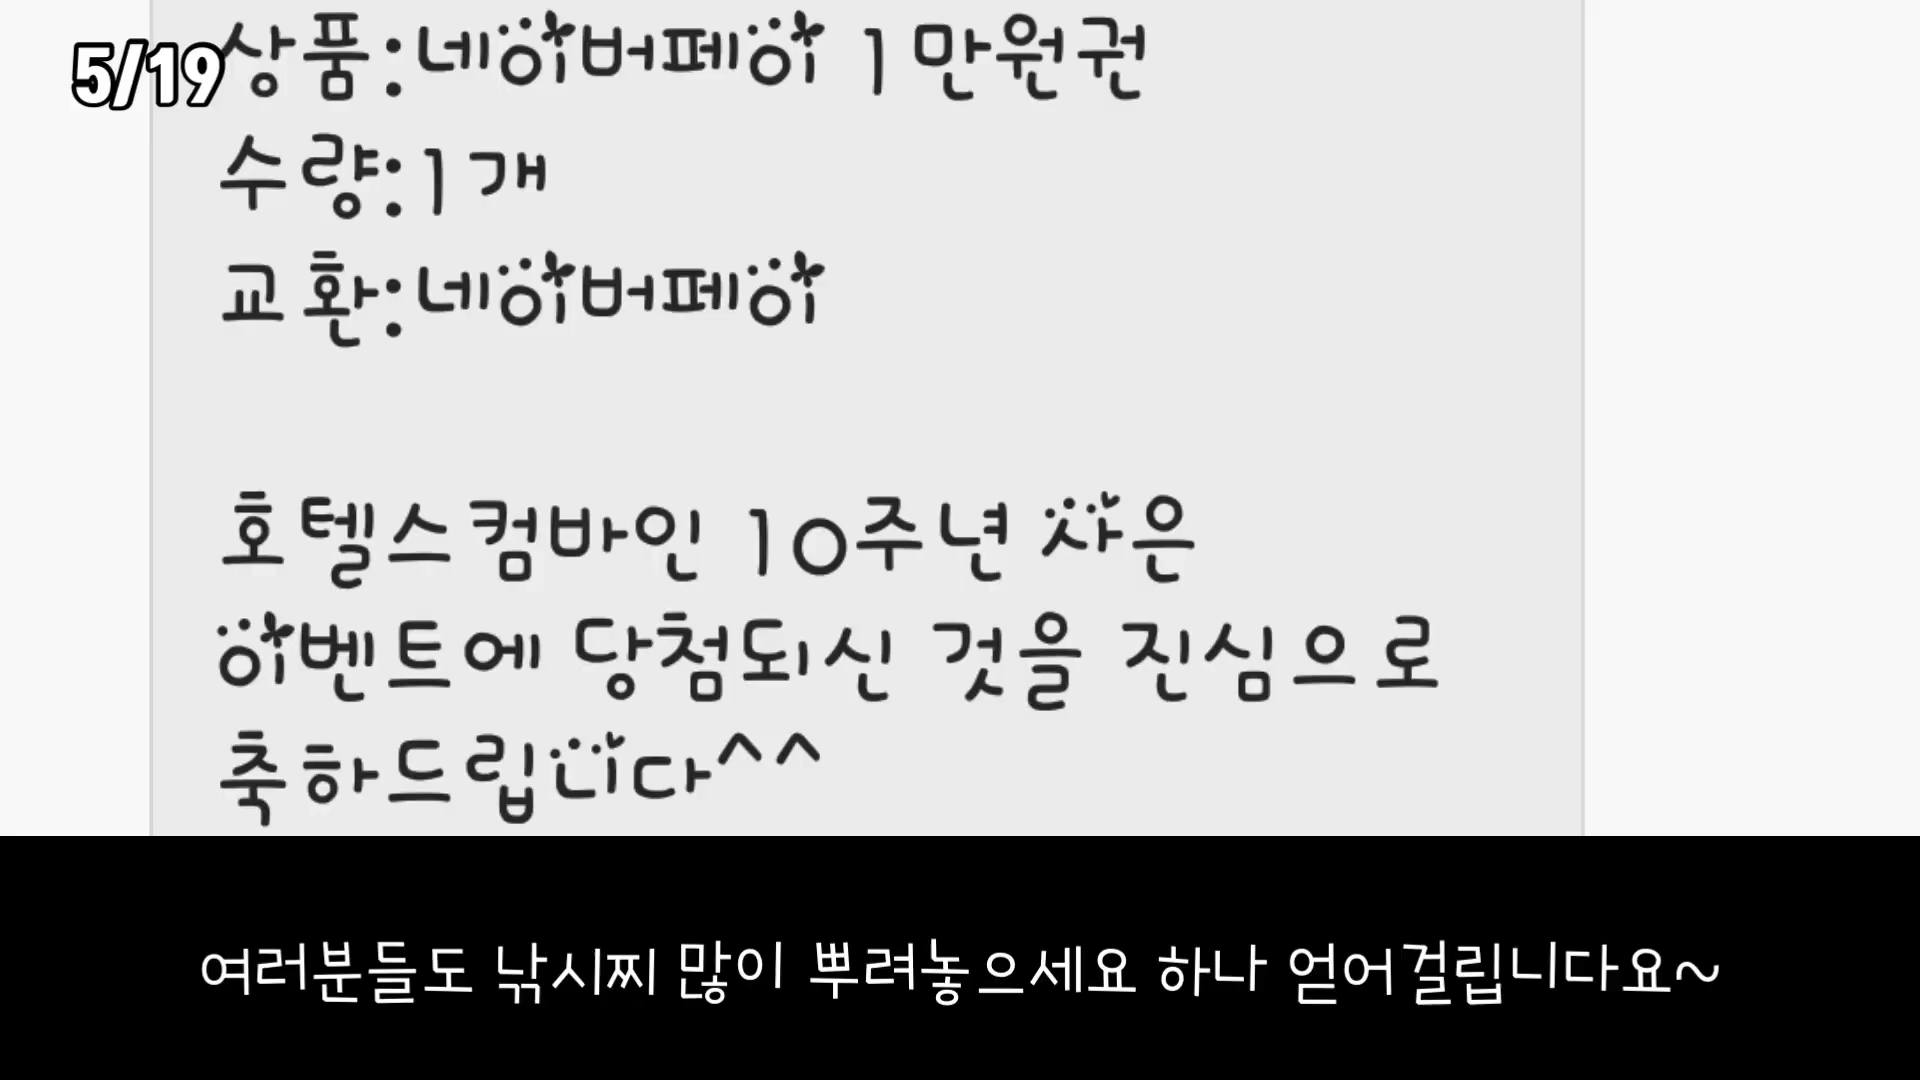 5/19
상품:네이버페이 1만원권
수량:1개
교환:네이버페이
호텔스컴바인 10주년 사은
이벤트에 당첨되신 것을 진심으로
축하드립니다^^
여러분들도 낚시찌 많이 뿌려놓으세요 하나 얻어걸립니다요~